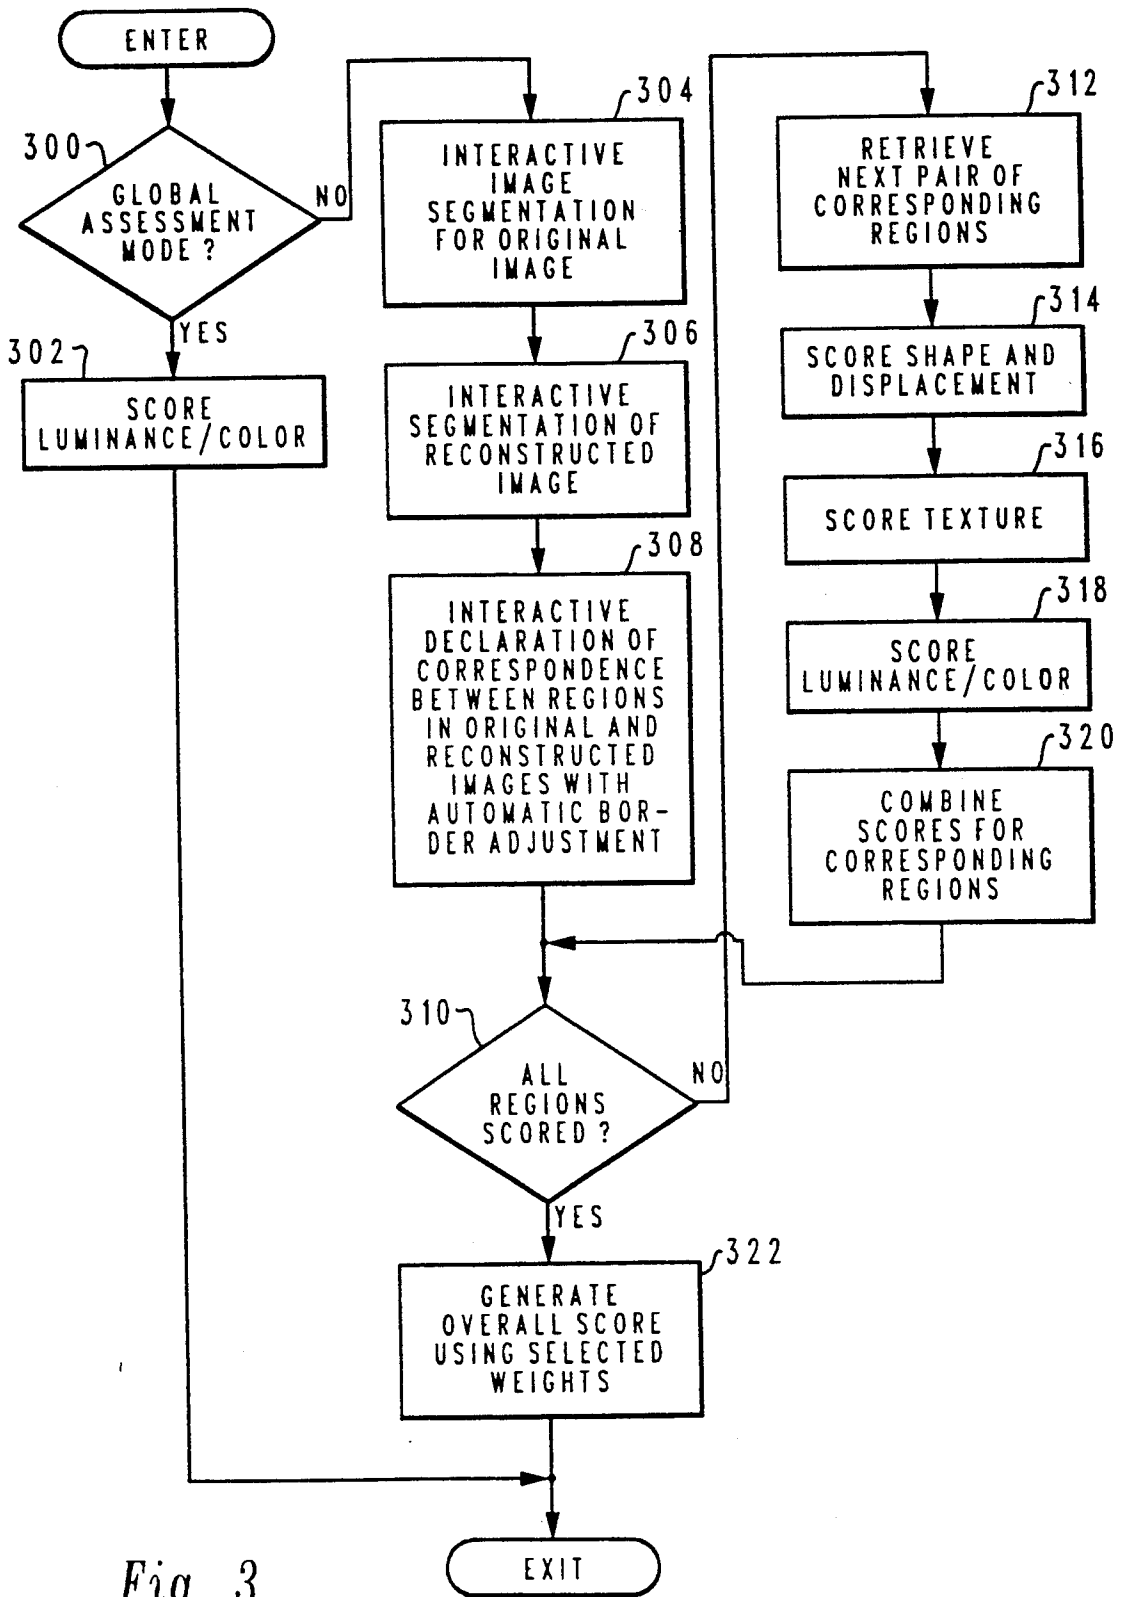 ENTER
300
GLOBAL
ASSESSMENT
MODE ?
NO
YES
302
SCORE
LUMINANCE/COLOR
304
INTERACTIVE
IMAGE
SEGMENTATION
FOR ORIGINAL
IMAGE
306
INTERACTIVE
SEGMENTATION OF
RECONSTRUCTED
IMAGE
308
INTERACTIVE
DECLARATION OF
CORRESPONDENCE
BETWEEN REGIONS
IN ORIGINAL AND
RECONSTRUCTED
IMAGES WITH
AUTOMATIC BOR-
DER ADJUSTMENT
310
ALL
REGIONS
SCORED ?
NO
YES
312
RETRIEVE
NEXT PAIR OF
CORRESPONDING
REGIONS
314
SCORE SHAPE AND
DISPLACEMENT
316
SCORE TEXTURE
318
SCORE
LUMINANCE/COLOR
320
COMBINE
SCORES FOR
CORRESPONDING
REGIONS
322
GENERATE
OVERALL SCORE
USING SELECTED
WEIGHTS
EXIT
Fig. 3